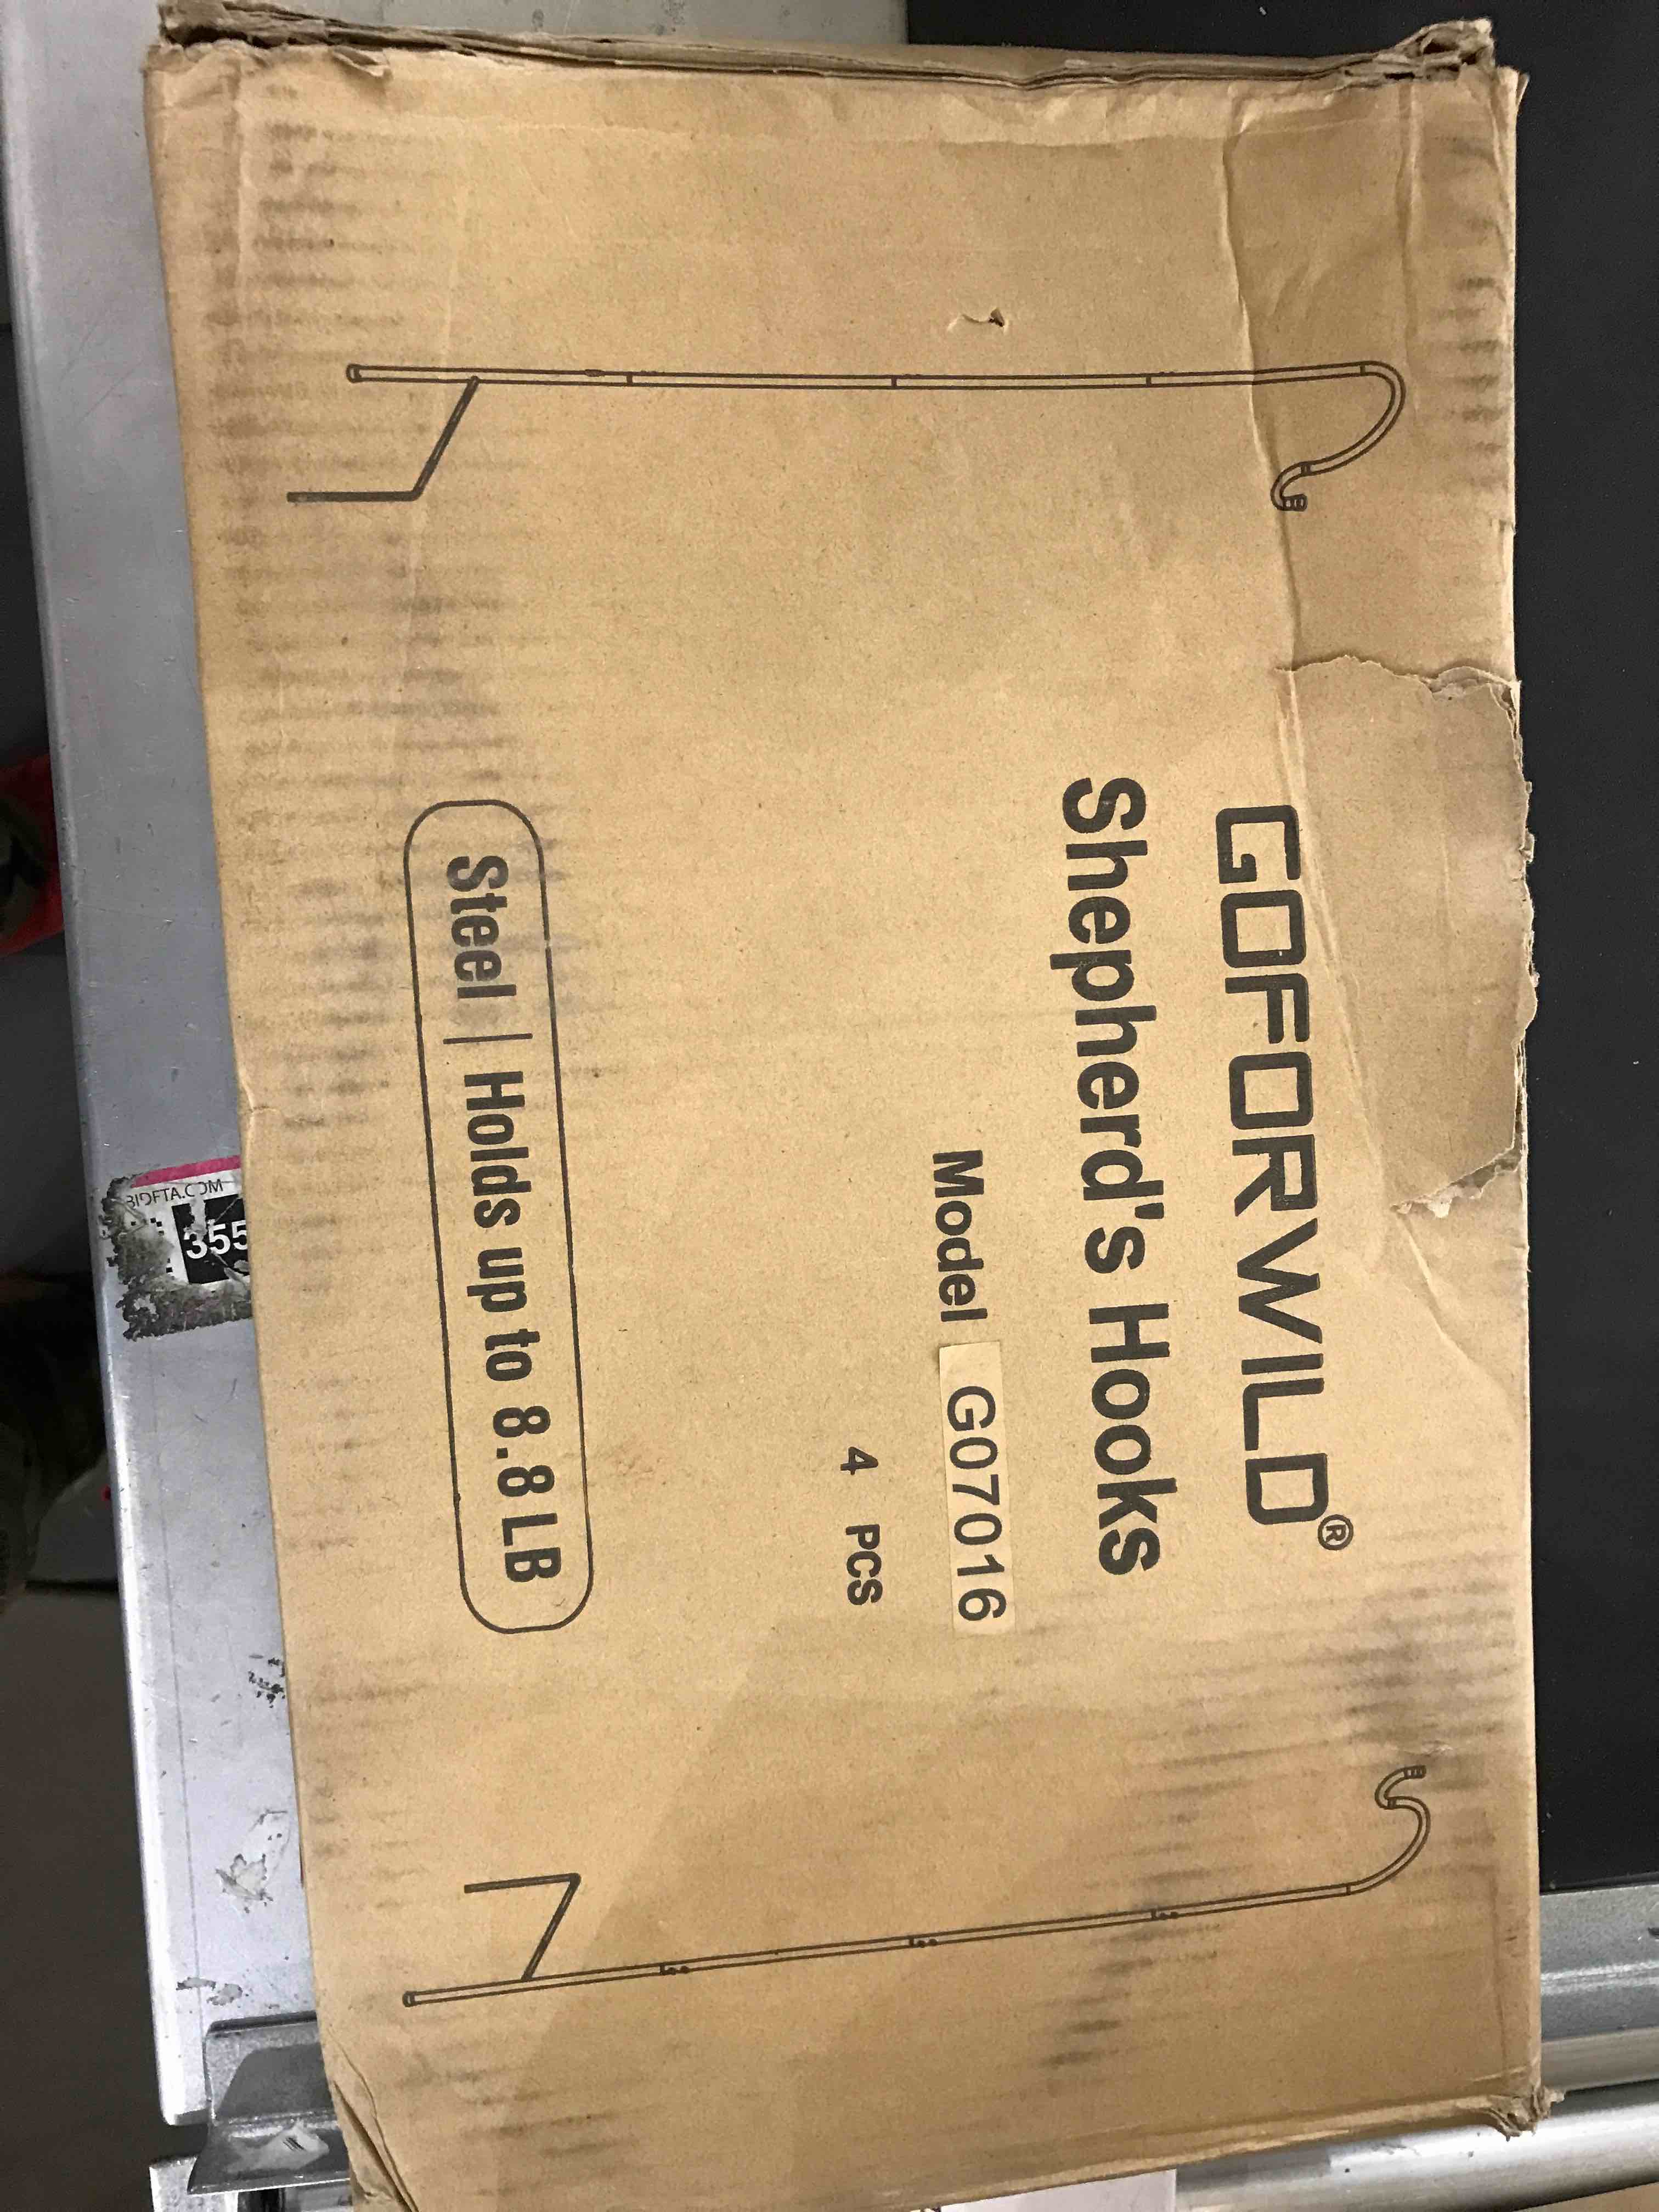 GOFORWILD®
Shepherd's Hooks
Model G07016
4 PCS
Steel | Holds up to 8.8 LB
BIDFTA.COM
355